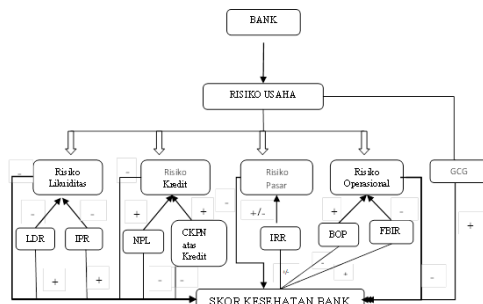 BANK
RISIKO USAHA
Risiko
Likuiditas
Risiko
Kredit
Risiko
Pasar
Risiko
Operasional
GCG
-
-
-
-
-
+
+
+/-
+
-
+
LDR
IPR
NPL
CKPN
atas
Kredit
IRR
BOP
FBIR
+
+
-
-
+/-
-
+
-
SKOR KESEHATAN BANK